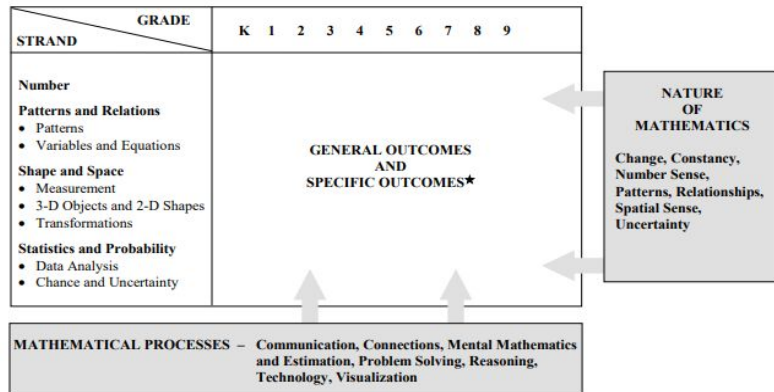 GRADE
STRAND
K 1 2 3 4 5 6 7 8 9
Number
Patterns and Relations
• Patterns
• Variables and Equations
Shape and Space
• Measurement
• 3-D Objects and 2-D Shapes
• Transformations
Statistics and Probability
• Data Analysis
• Chance and Uncertainty
GENERAL OUTCOMES
AND
SPECIFIC OUTCOMES★
NATURE
OF
MATHEMATICS
Change, Constancy,
Number Sense,
Patterns, Relationships,
Spatial Sense,
Uncertainty
MATHEMATICAL PROCESSES – Communication, Connections, Mental Mathematics
and Estimation, Problem Solving, Reasoning,
Technology, Visualization